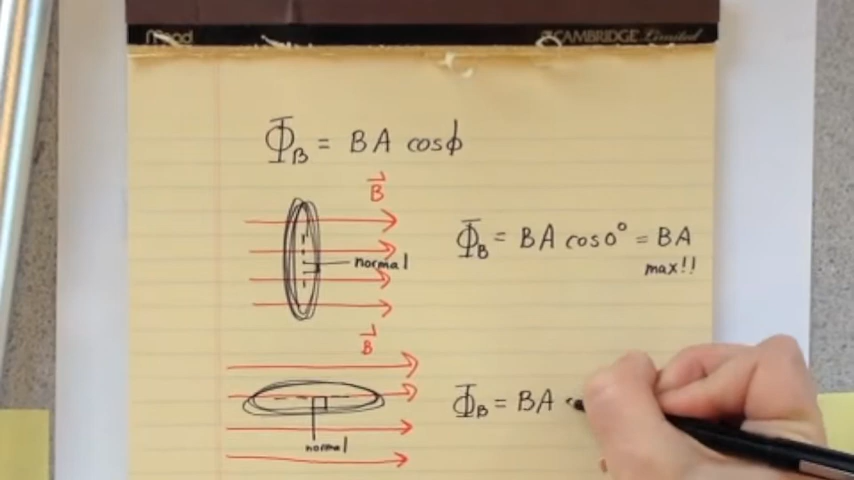 Mead
CAMBRIDGE Limited
Φ_B = BA cosϕ
B⃗
Φ_B = BA cos0° = BA
max!!
normal
B⃗
Φ_B = BA
normal